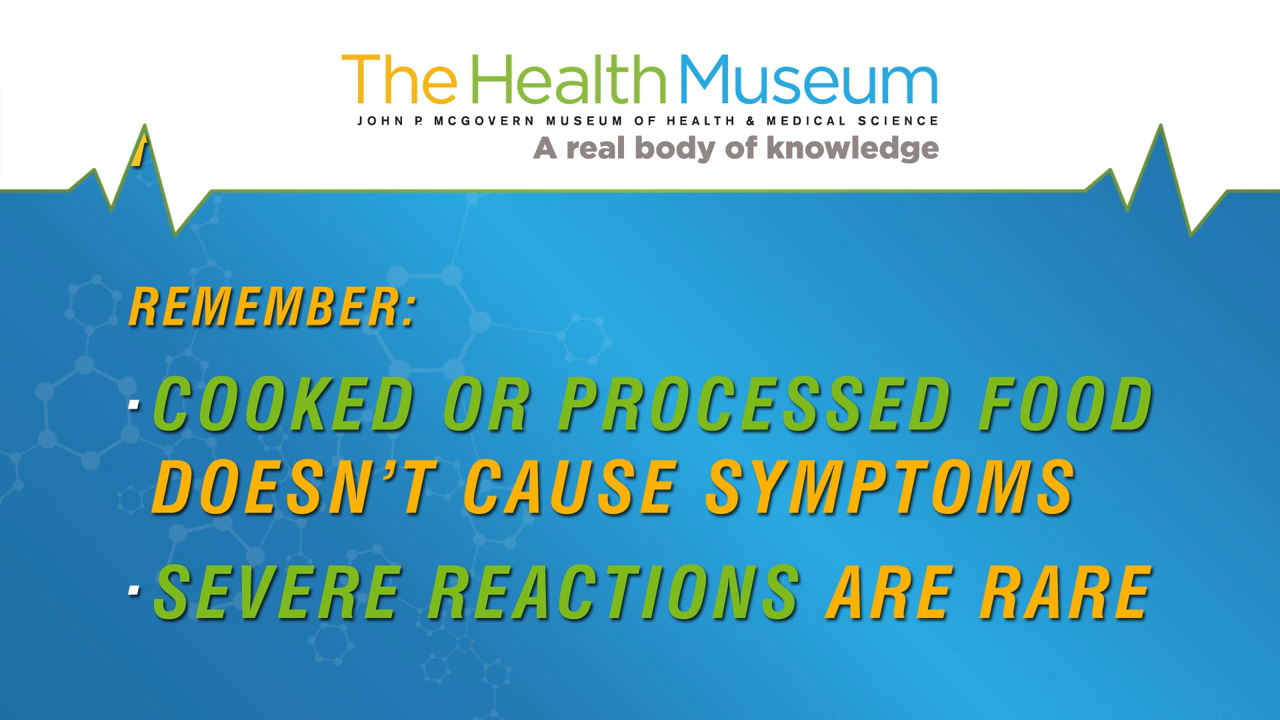 The Health Museum
JOHN P. MCGOVERN MUSEUM OF HEALTH & MEDICAL SCIENCE
A real body of knowledge
REMEMBER:
· COOKED OR PROCESSED FOOD
DOESN'T CAUSE SYMPTOMS
· SEVERE REACTIONS ARE RARE